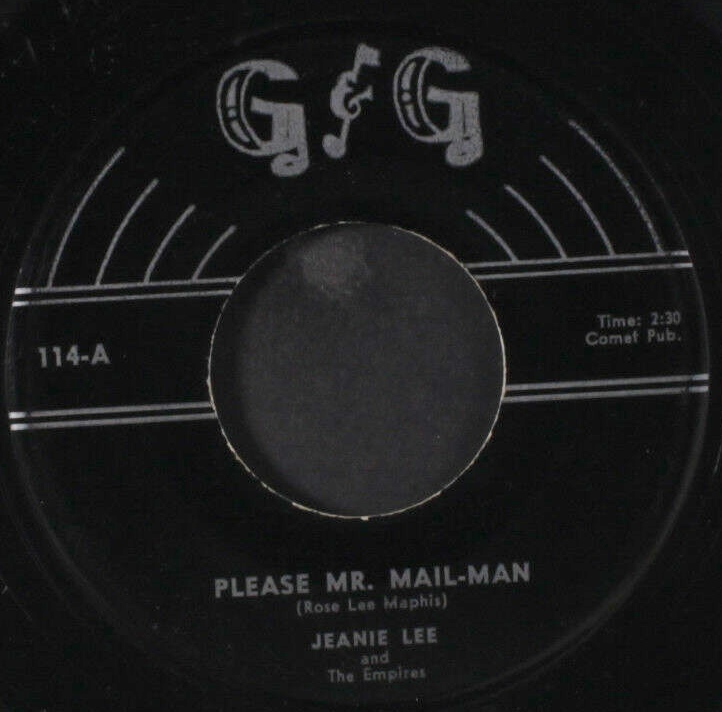 G & G
114-A
Time: 2:30
Comet Pub.
PLEASE MR. MAIL-MAN
(Rose Lee Maphis)
JEANIE LEE
and
The Empires